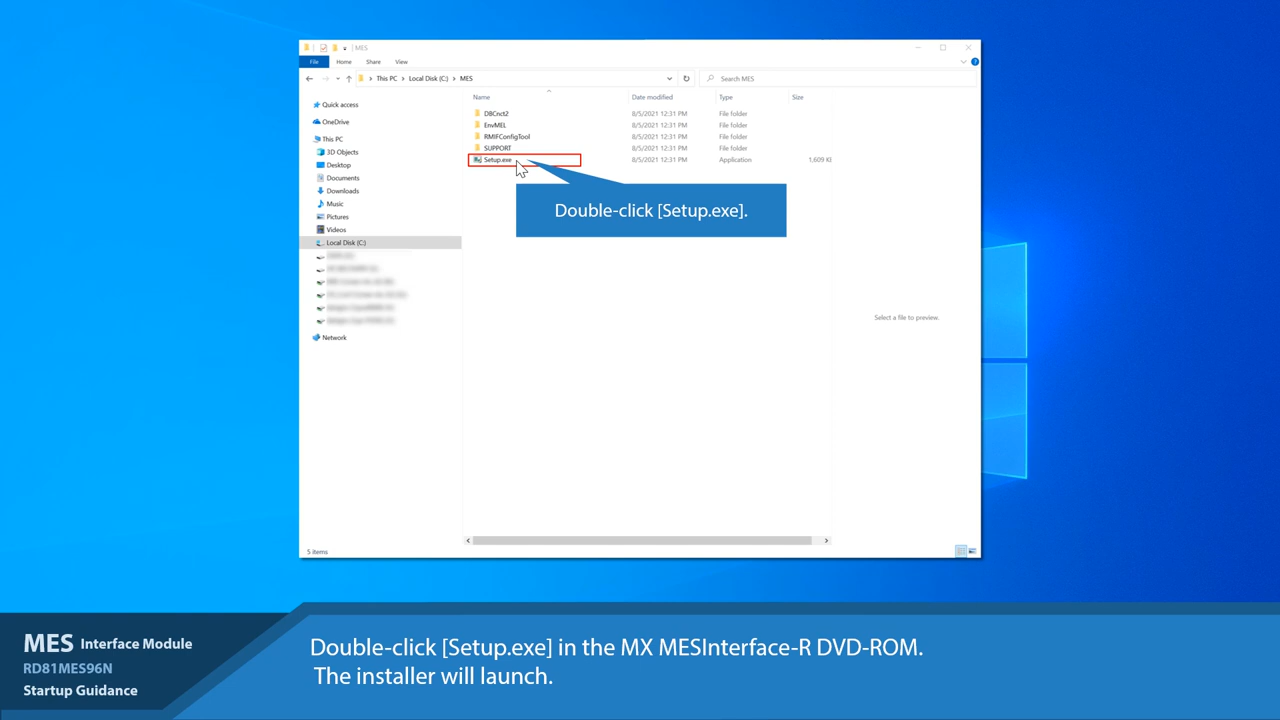 MES
File
Home
Share
View
This PC > Local Disk (C:) > MES
Search MES
Name
Date modified
Type
Size
Quick access
OneDrive
This PC
3D Objects
Desktop
Documents
Downloads
Music
Pictures
Videos
Local Disk (C:)
Network
DBCnct2 8/5/2021 12:31 PM File folder
EnvMEL 8/5/2021 12:31 PM File folder
RMIFConfigTool 8/5/2021 12:31 PM File folder
SUPPORT 8/5/2021 12:31 PM File folder
Setup.exe 8/5/2021 12:31 PM Application 1,609 KB
Double-click [Setup.exe].
Select a file to preview.
5 items
MES Interface Module
RD81MES96N
Startup Guidance
Double-click [Setup.exe] in the MX MESInterface-R DVD-ROM.
The installer will launch.